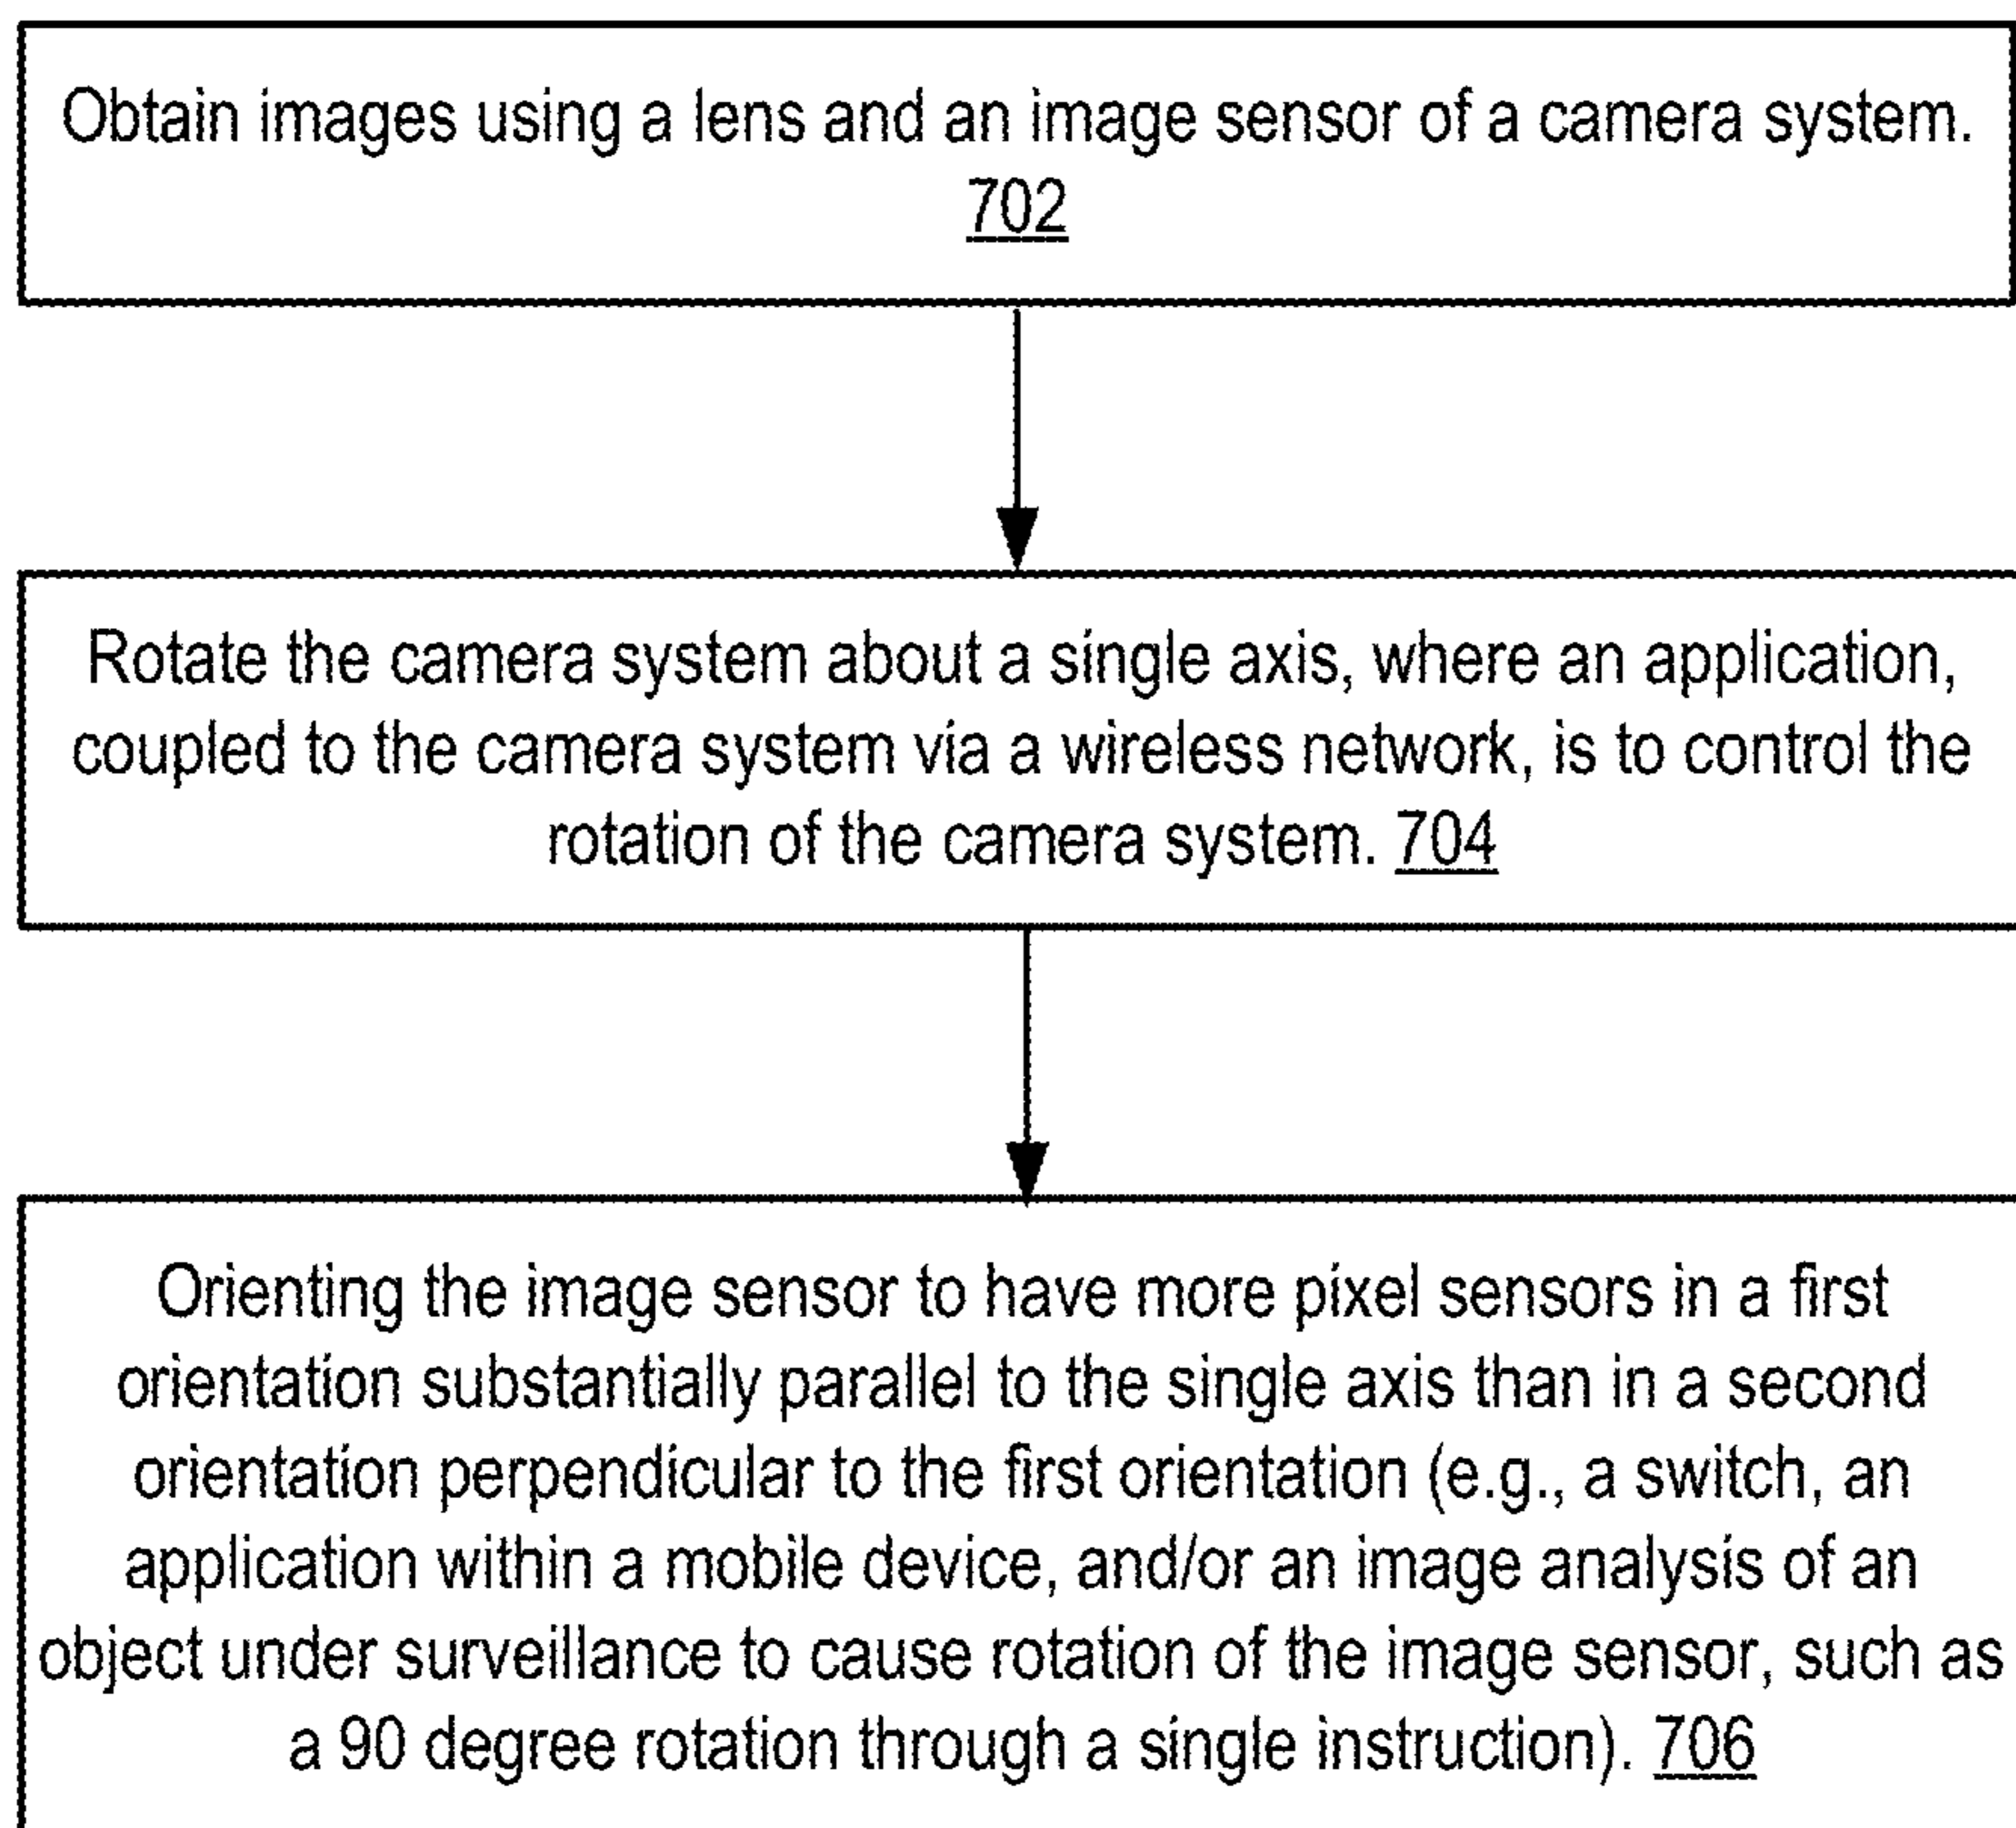 Obtain images using a lens and an image sensor of a camera system.
702
Rotate the camera system about a single axis, where an application,
coupled to the camera system via a wireless network, is to control the
rotation of the camera system. 704
Orienting the image sensor to have more pixel sensors in a first
orientation substantially parallel to the single axis than in a second
orientation perpendicular to the first orientation (e.g., a switch, an
application within a mobile device, and/or an image analysis of an
object under surveillance to cause rotation of the image sensor, such as
a 90 degree rotation through a single instruction). 706